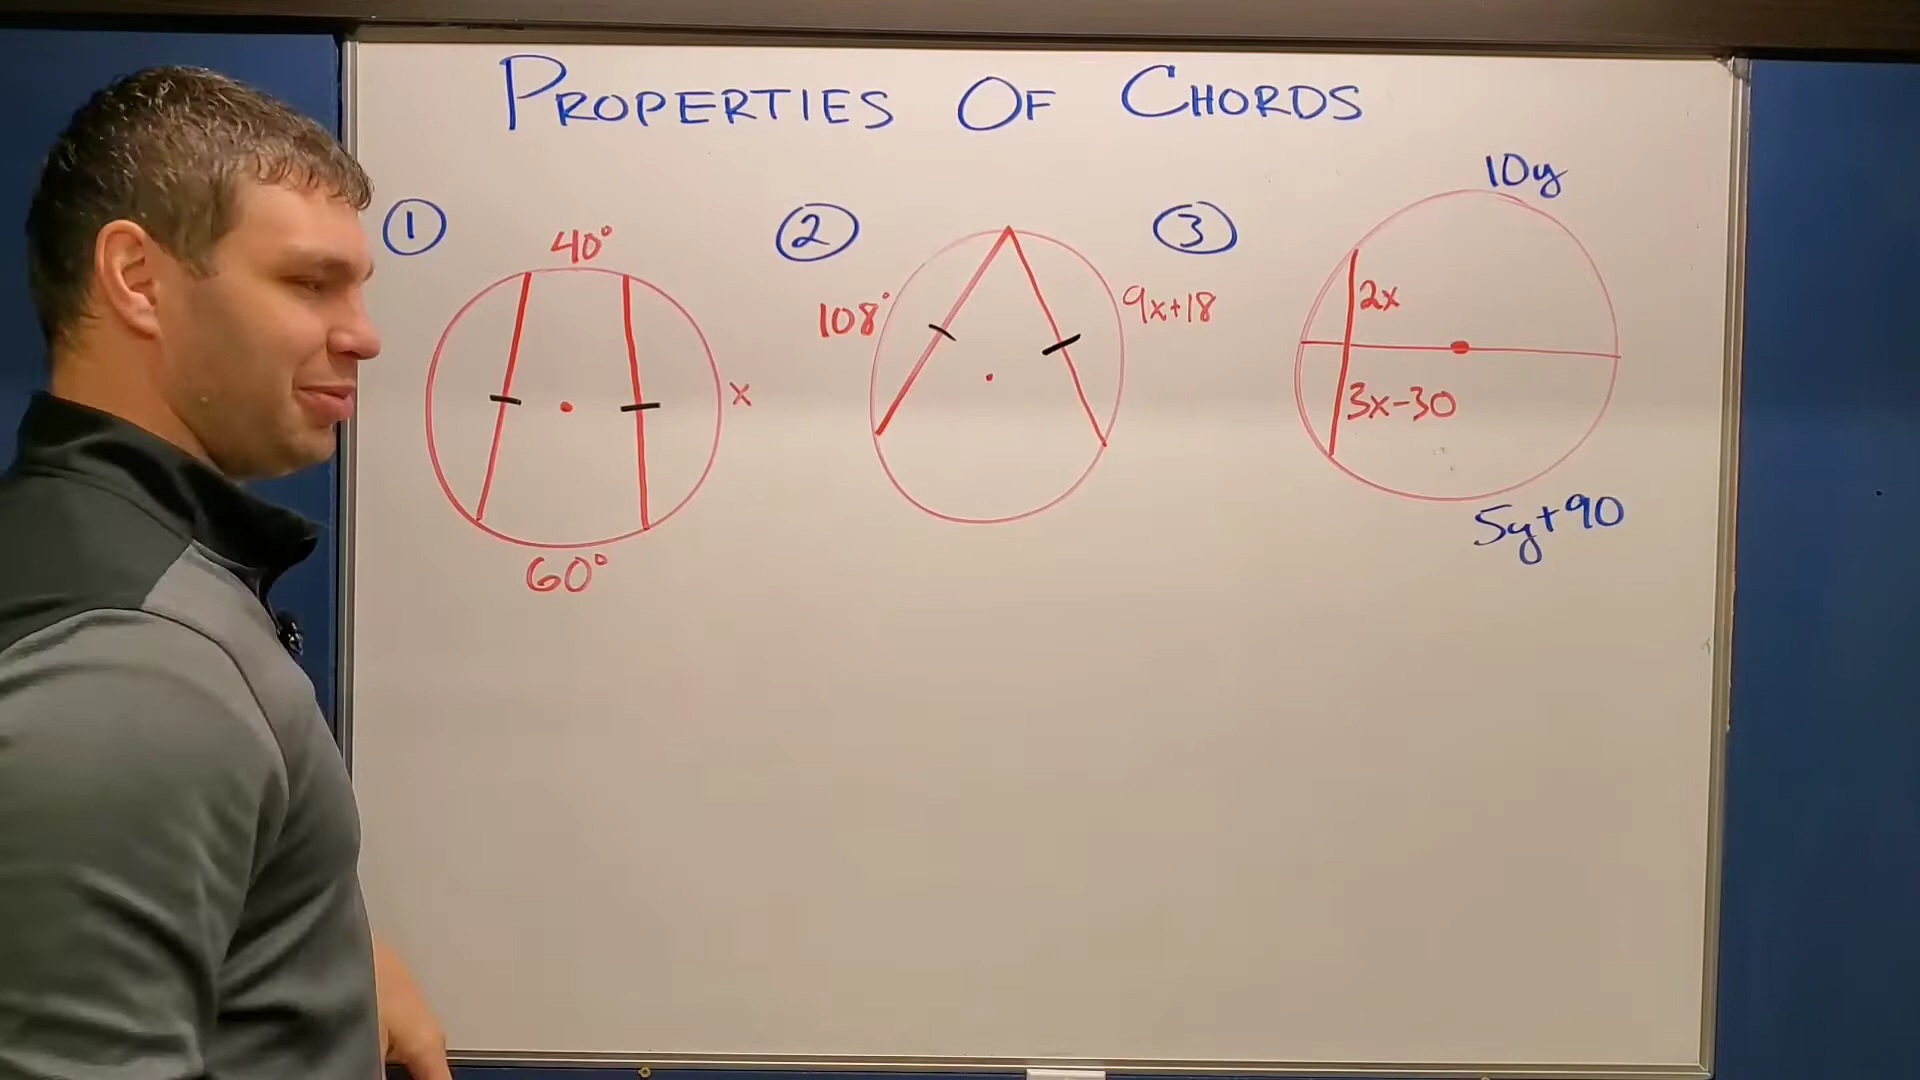 PROPERTIES OF CHORDS
①
40°
x
60°
②
108°
9x+18
③
10y
2x
3x-30
5y+90